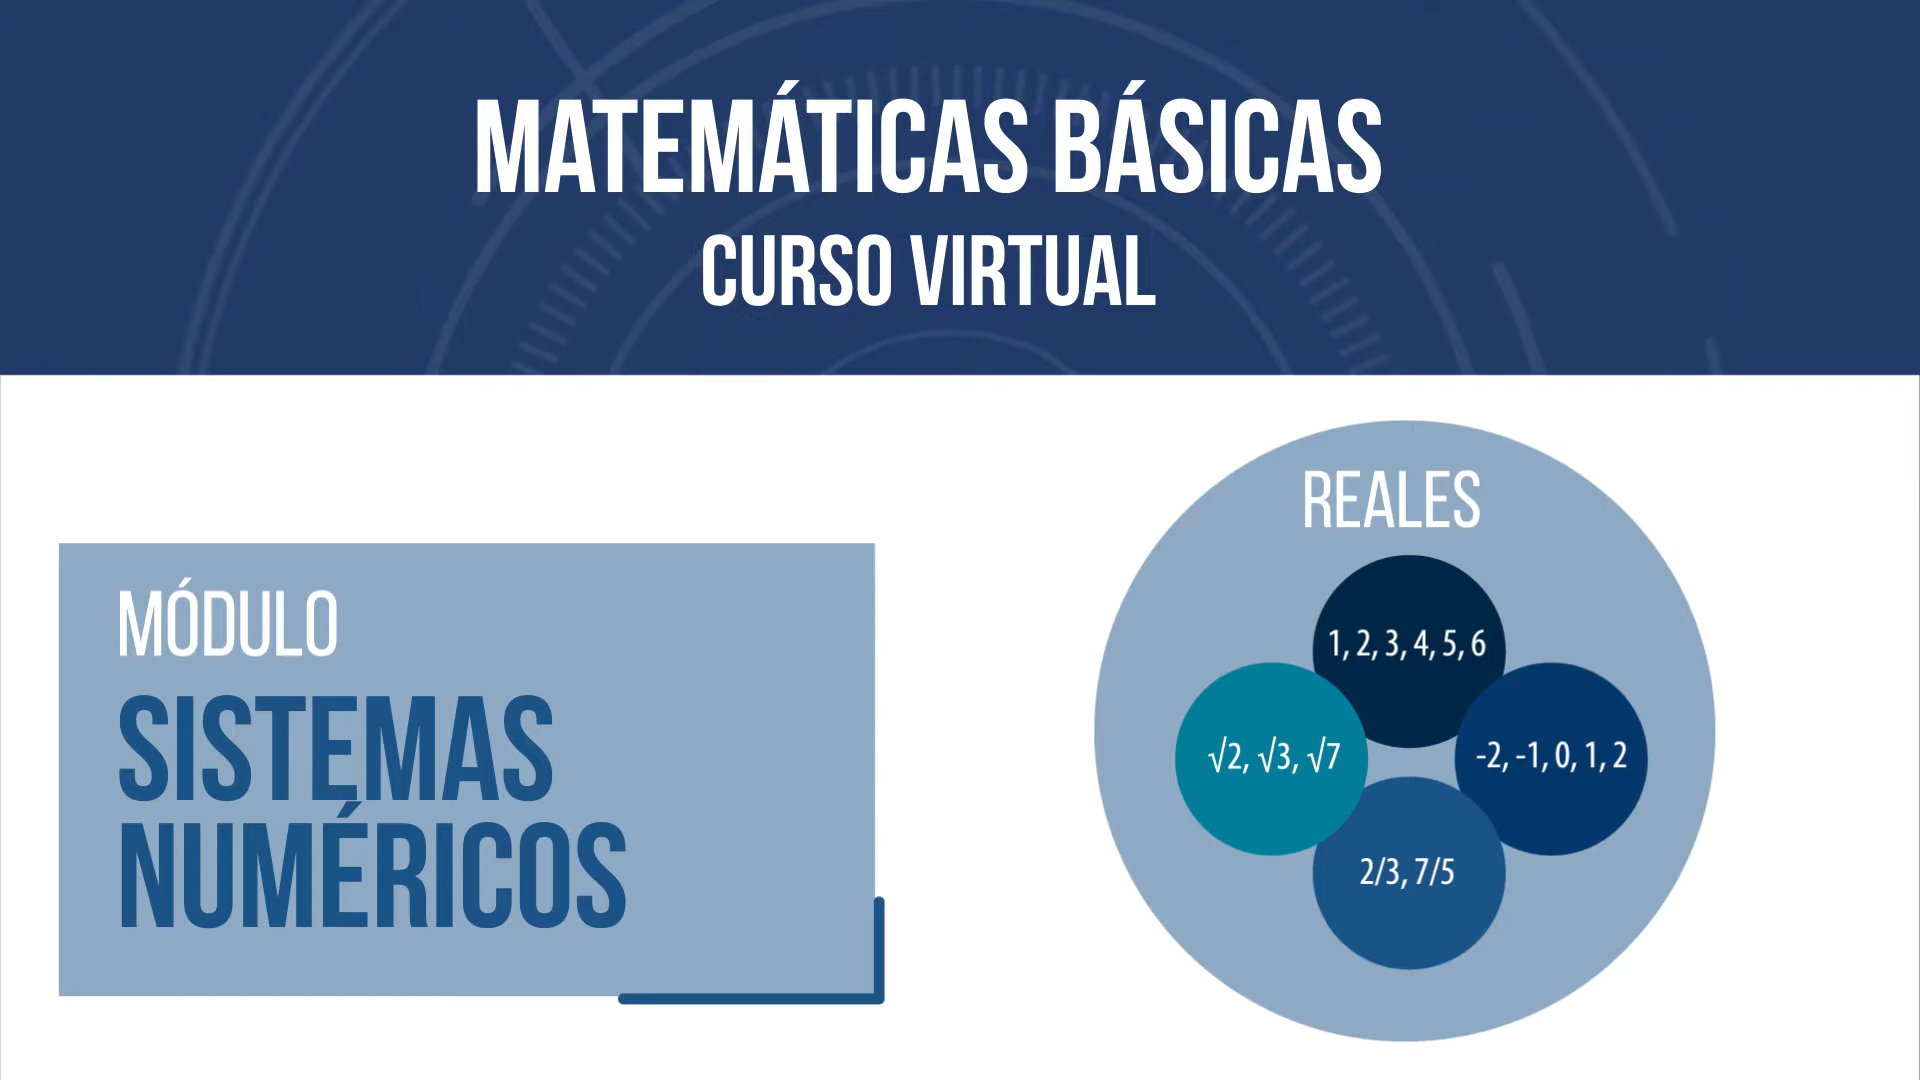 MATEMÁTICAS BÁSICAS
CURSO VIRTUAL
MÓDULO
SISTEMAS
NUMÉRICOS
REALES
1, 2, 3, 4, 5, 6
√2, √3, √7
-2, -1, 0, 1, 2
2/3, 7/5